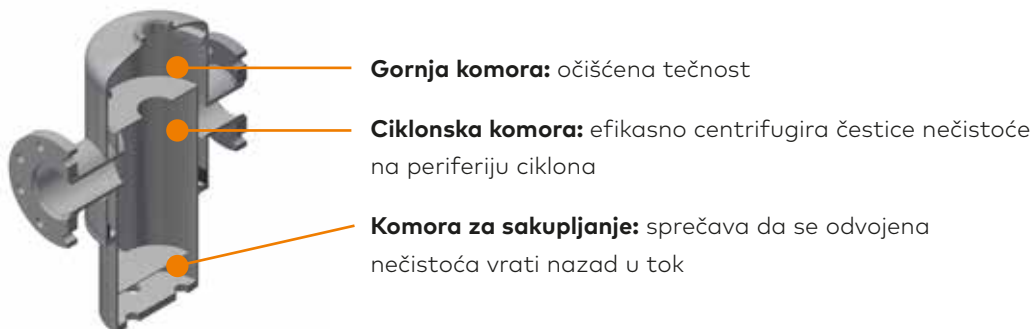 Gornja komora: očišćena tečnost
Ciklonska komora: efikasno centrifugira čestice nečistoće
na periferiju ciklona
Komora za sakupljanje: sprečava da se odvojena
nečistoća vrati nazad u tok